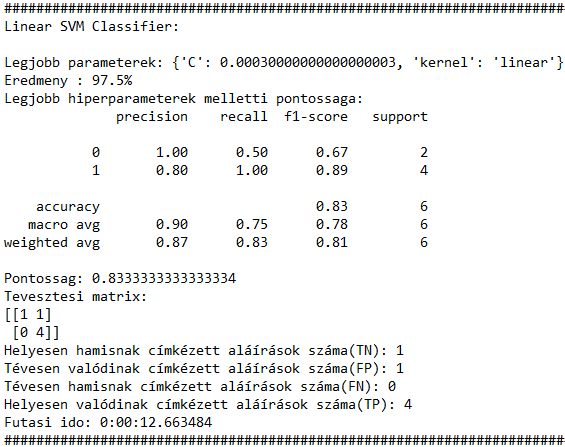 ######################################################################
Linear SVM Classifier:
Legjobb parameterek: {'C': 0.00030000000000000003, 'kernel': 'linear'}
Eredmeny : 97.5%
Legjobb hiperparameterek melletti pontossaga:
precision recall f1-score support
0 1.00 0.50 0.67 2
1 0.80 1.00 0.89 4
accuracy 0.83 6
macro avg 0.90 0.75 0.78 6
weighted avg 0.87 0.83 0.81 6
Pontossag: 0.8333333333333334
Tevesztesi matrix:
[[1 1]
[0 4]]
Helyesen hamisnak címkézett aláírások száma(TN): 1
Tévesen valódinak címkézett aláírások száma(FP): 1
Tévesen hamisnak címkézett aláírások száma(FN): 0
Helyesen valódinak címkézett aláírások száma(TP): 4
Futasi ido: 0:00:12.663484
######################################################################